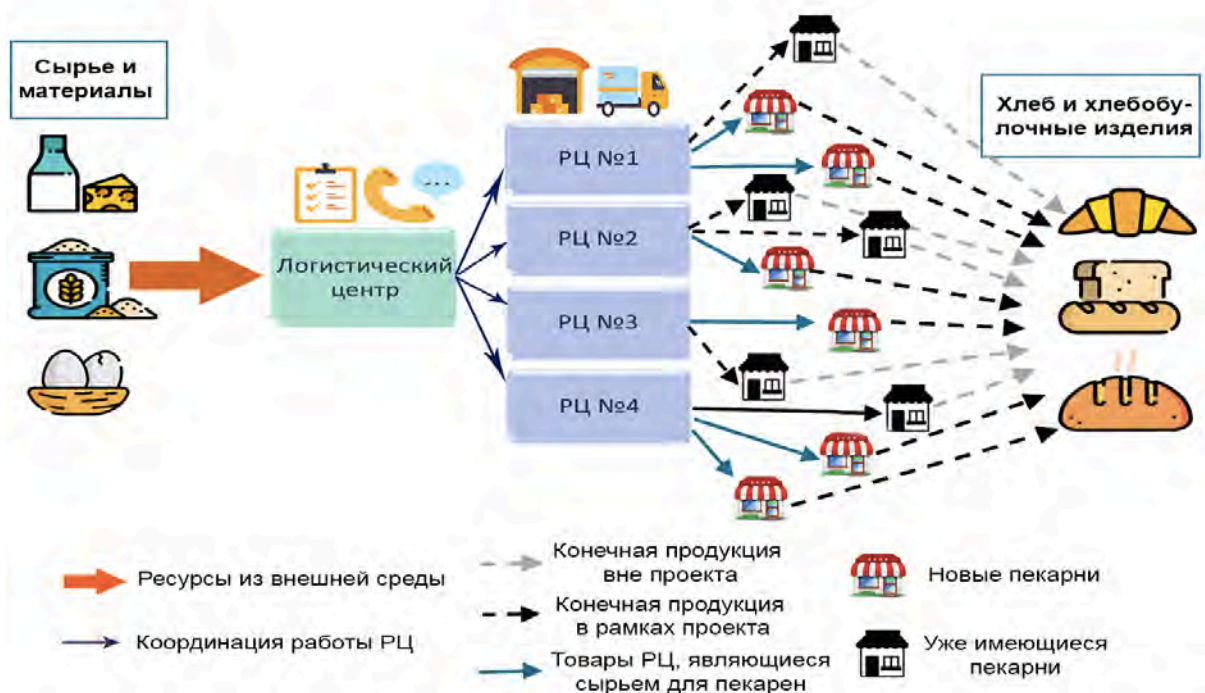 Сырье и
материалы
Хлеб и хлебобу-
лочные изделия
...
Логистический
центр
РЦ №1
РЦ №2
РЦ №3
РЦ №4
Ресурсы из внешней среды
Координация работы РЦ
Конечная продукция
вне проекта
Конечная продукция
в рамках проекта
Товары РЦ, являющиеся
сырьем для пекарен
Новые пекарни
Уже имеющиеся
пекарни